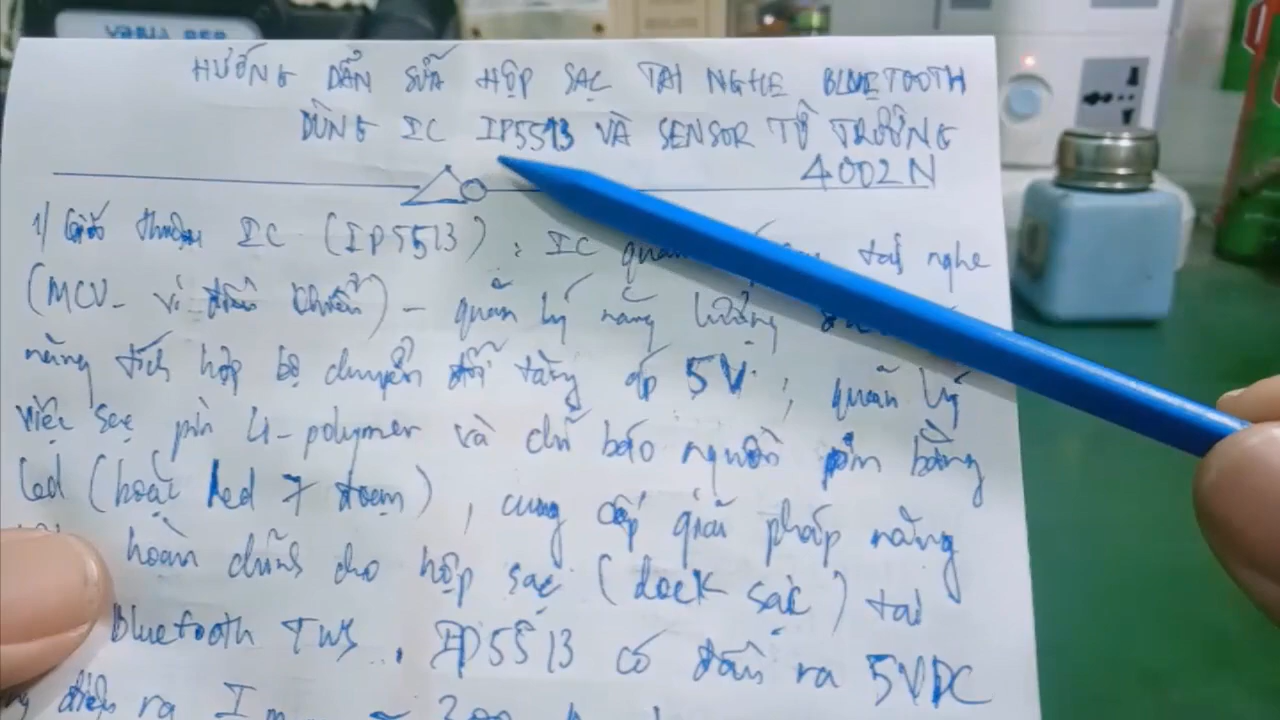 HƯỚNG DẪN SỬA HỘP SẠC TAI NGHE BLUETOOTH
DÙNG IC IP5513 VÀ SENSOR TỪ TRƯỜNG
4002N
1/ Giới thiệu IC (IP5513) : IC quản tai nghe
(MCU - vi điều khiển) - quản lý năng lượng
năng tích hợp bộ chuyển đổi tăng áp 5V ; quản lý
việc sạc pin Li-polymer và chỉ báo nguồn pin bằng
Led (hoặc Led 7 đoạn) , cung cấp giải pháp năng
hoàn chỉnh cho hộp sạc (dock sạc) tai
Bluetooth TWS . IP5513 có đầu ra 5VDC
điện ra I